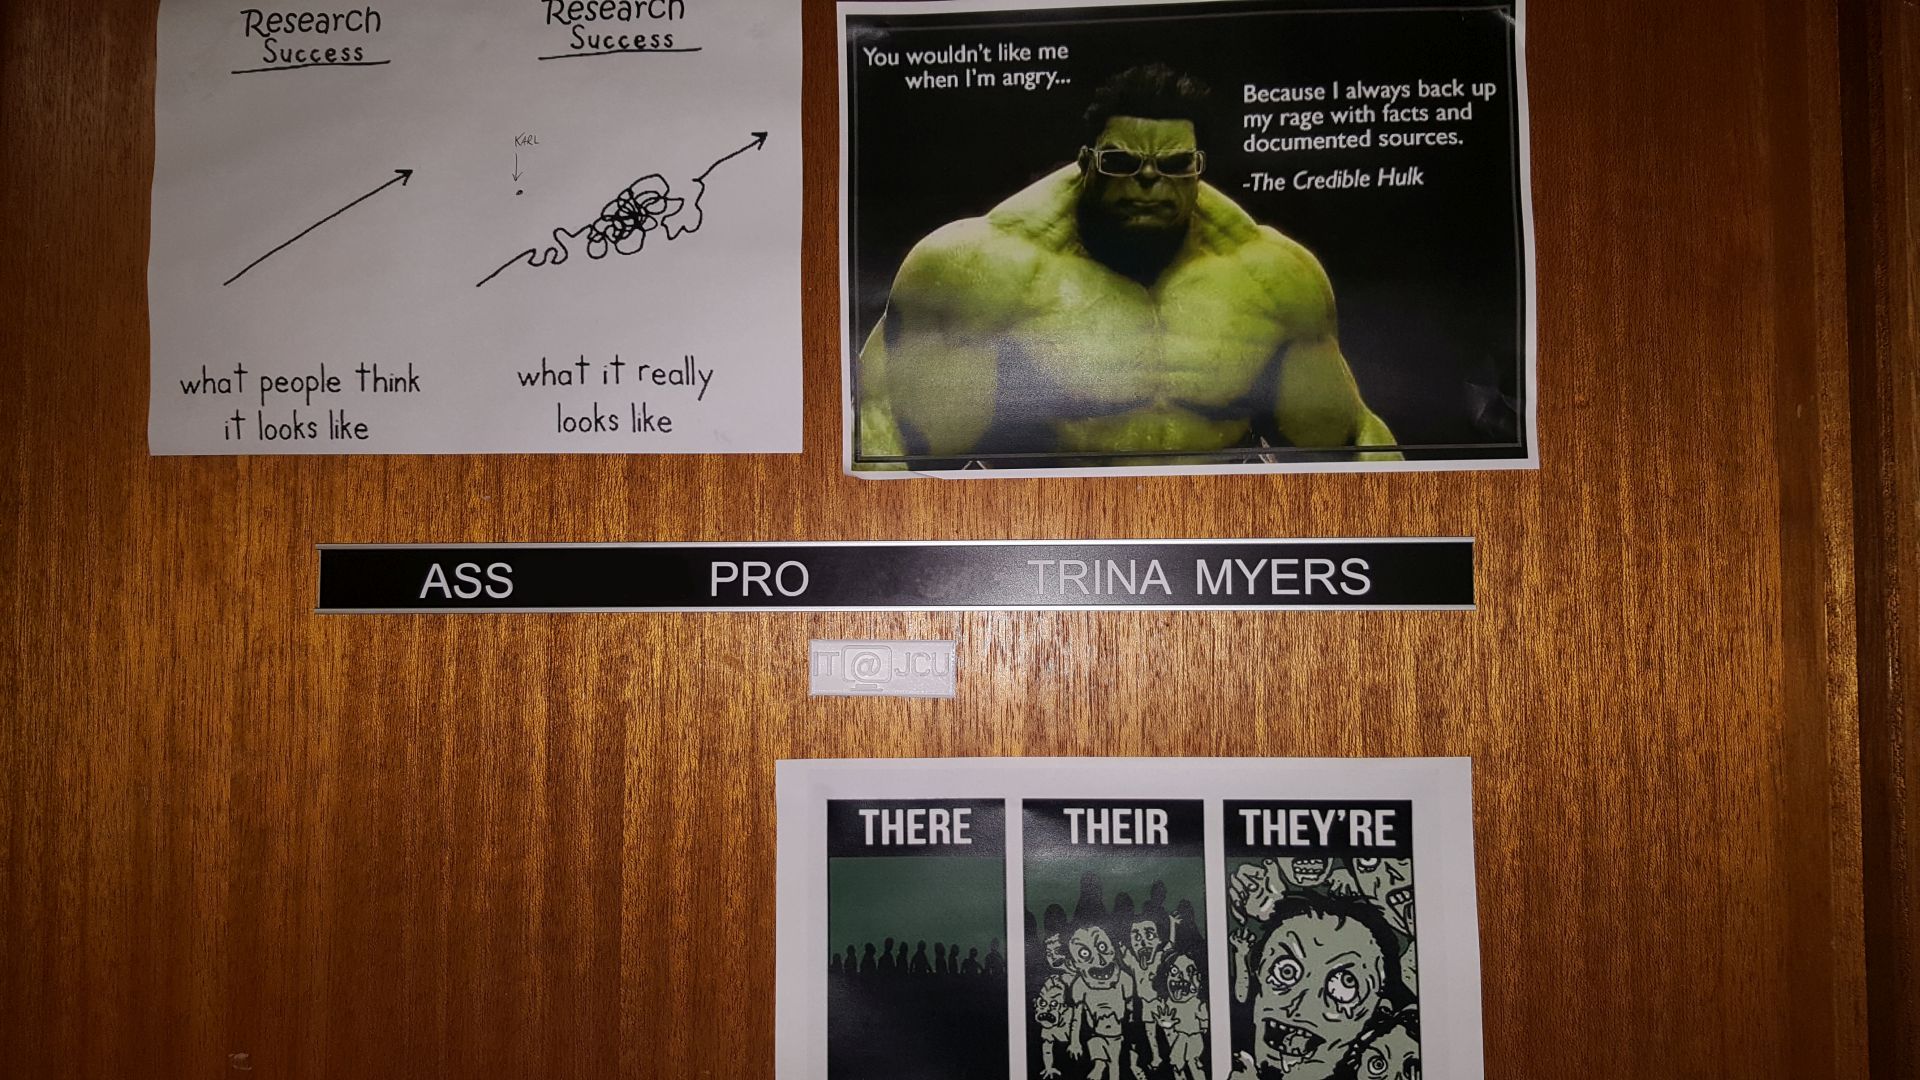 Research
Success
Research
Success
KARL
what people think
it looks like
what it really
looks like
You wouldn't like me
when I'm angry...
Because I always back up
my rage with facts and
documented sources.
-The Credible Hulk
ASS PRO TRINA MYERS
IT@JCU
THERE
THEIR
THEY'RE